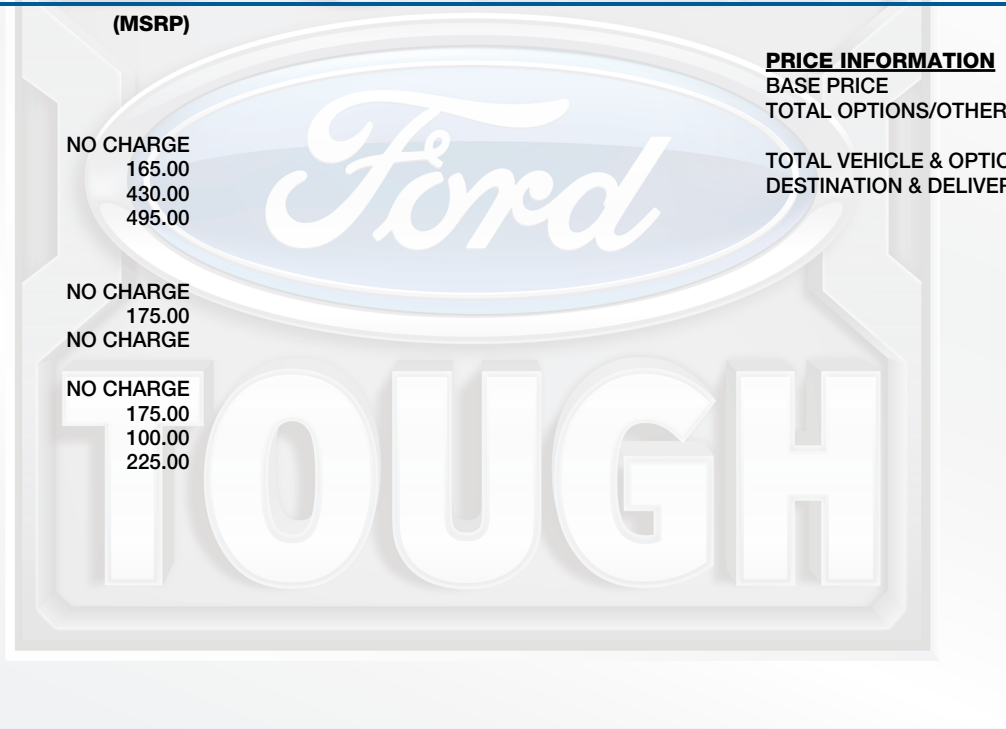 (MSRP)
NO CHARGE
165.00
430.00
495.00
NO CHARGE
175.00
NO CHARGE
NO CHARGE
175.00
100.00
225.00
PRICE INFORMATION
BASE PRICE
TOTAL OPTIONS/OTHER
TOTAL VEHICLE & OPTIO
DESTINATION & DELIVER
Ford
TOUGH